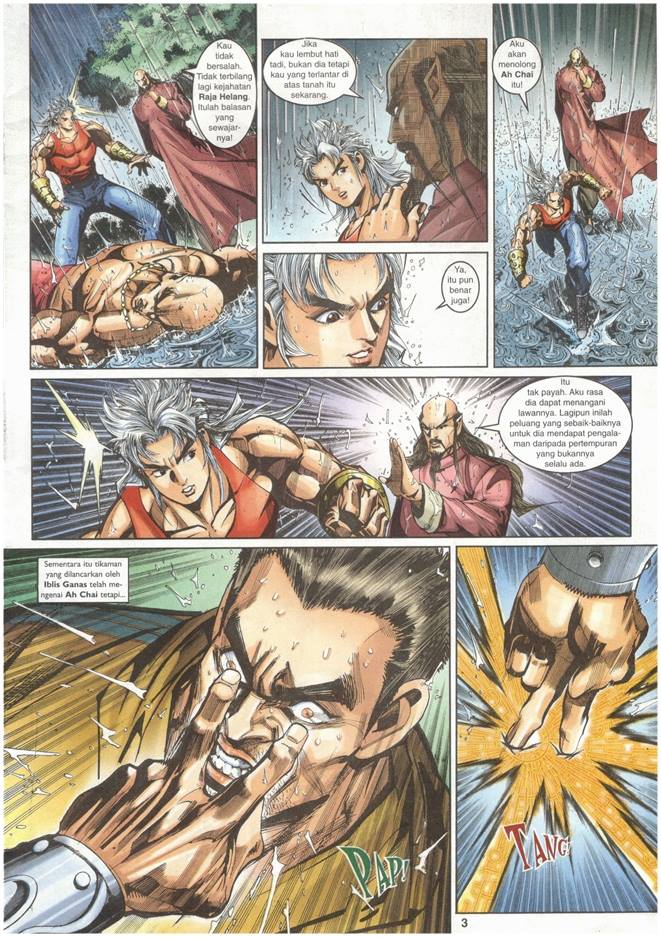 Kau
tidak
bersalah.
Tidak terbilang
lagi kejahatan
Raja Helang.
Itulah balasan
yang
sewajar-
nya!
Jika
kau lembut hati
tadi, bukan dia tetapi
kau yang terlantar di
atas tanah itu
sekarang.
Ya,
itu pun
benar
juga!
Aku
akan
menolong
Ah Chai
itu!
Itu
tak payah. Aku rasa
dia dapat menangani
lawannya. Lagipun inilah
peluang yang sebaik-baiknya
untuk dia mendapat pengala-
man daripada pertempuran
yang bukannya
selalu ada.
Sementara itu tikaman
yang dilancarkan oleh
Iblis Ganas telah me-
ngenai Ah Chai tetapi...
PAP!
TANG!
3